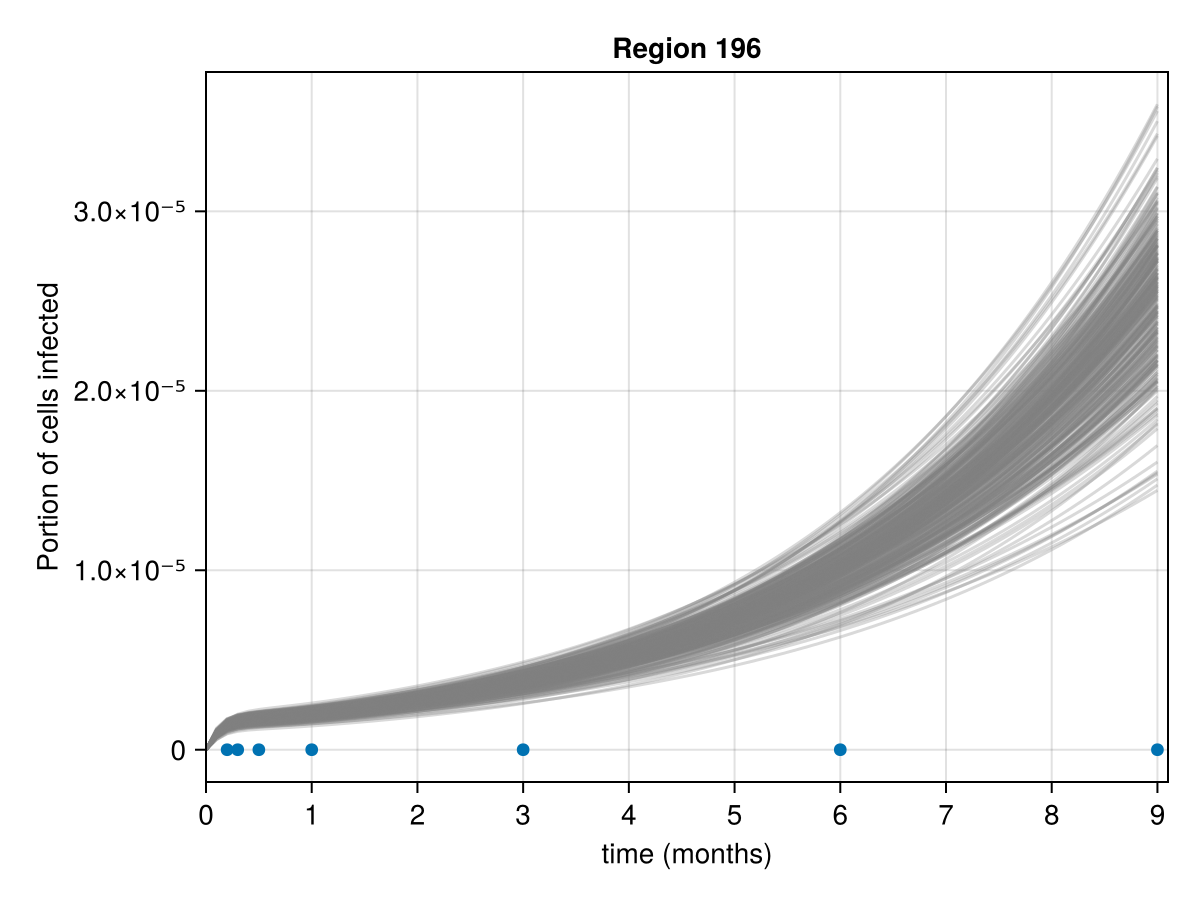 Region 196
Portion of cells infected
3.0×10⁻⁵
2.0×10⁻⁵
1.0×10⁻⁵
0
0 1 2 3 4 5 6 7 8 9
time (months)